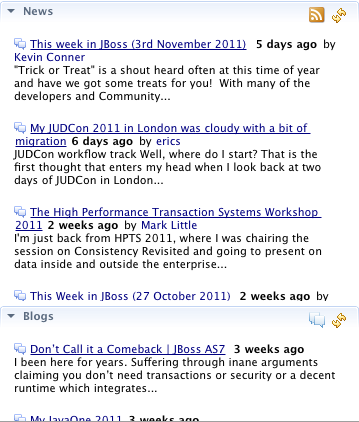 News
This week in JBoss (3rd November 2011) 5 days ago by
Kevin Conner
"Trick or Treat" is a shout heard often at this time of year
and have we got some treats for you! With many of the
developers and Community...
My JUDCon 2011 in London was cloudy with a bit of
migration 6 days ago by erics
JUDCon workflow track Well, where do I start? That is the
first thought that enters my head when I look back at two
days of JUDCon in London...
The High Performance Transaction Systems Workshop
2011 2 weeks ago by Mark Little
I'm just back from HPTS 2011, where I was chairing the
session on Consistency Revisited and going to present on
data inside and outside the enterprise...
This Week in JBoss (27 October 2011) 2 weeks ago by
Blogs
Don't Call it a Comeback | JBoss AS7 3 weeks ago
I been here for years. Suffering through inane arguments
claiming you don't need transactions or security or a decent
runtime which integrates...
My JavaOne 2011 3 weeks ago